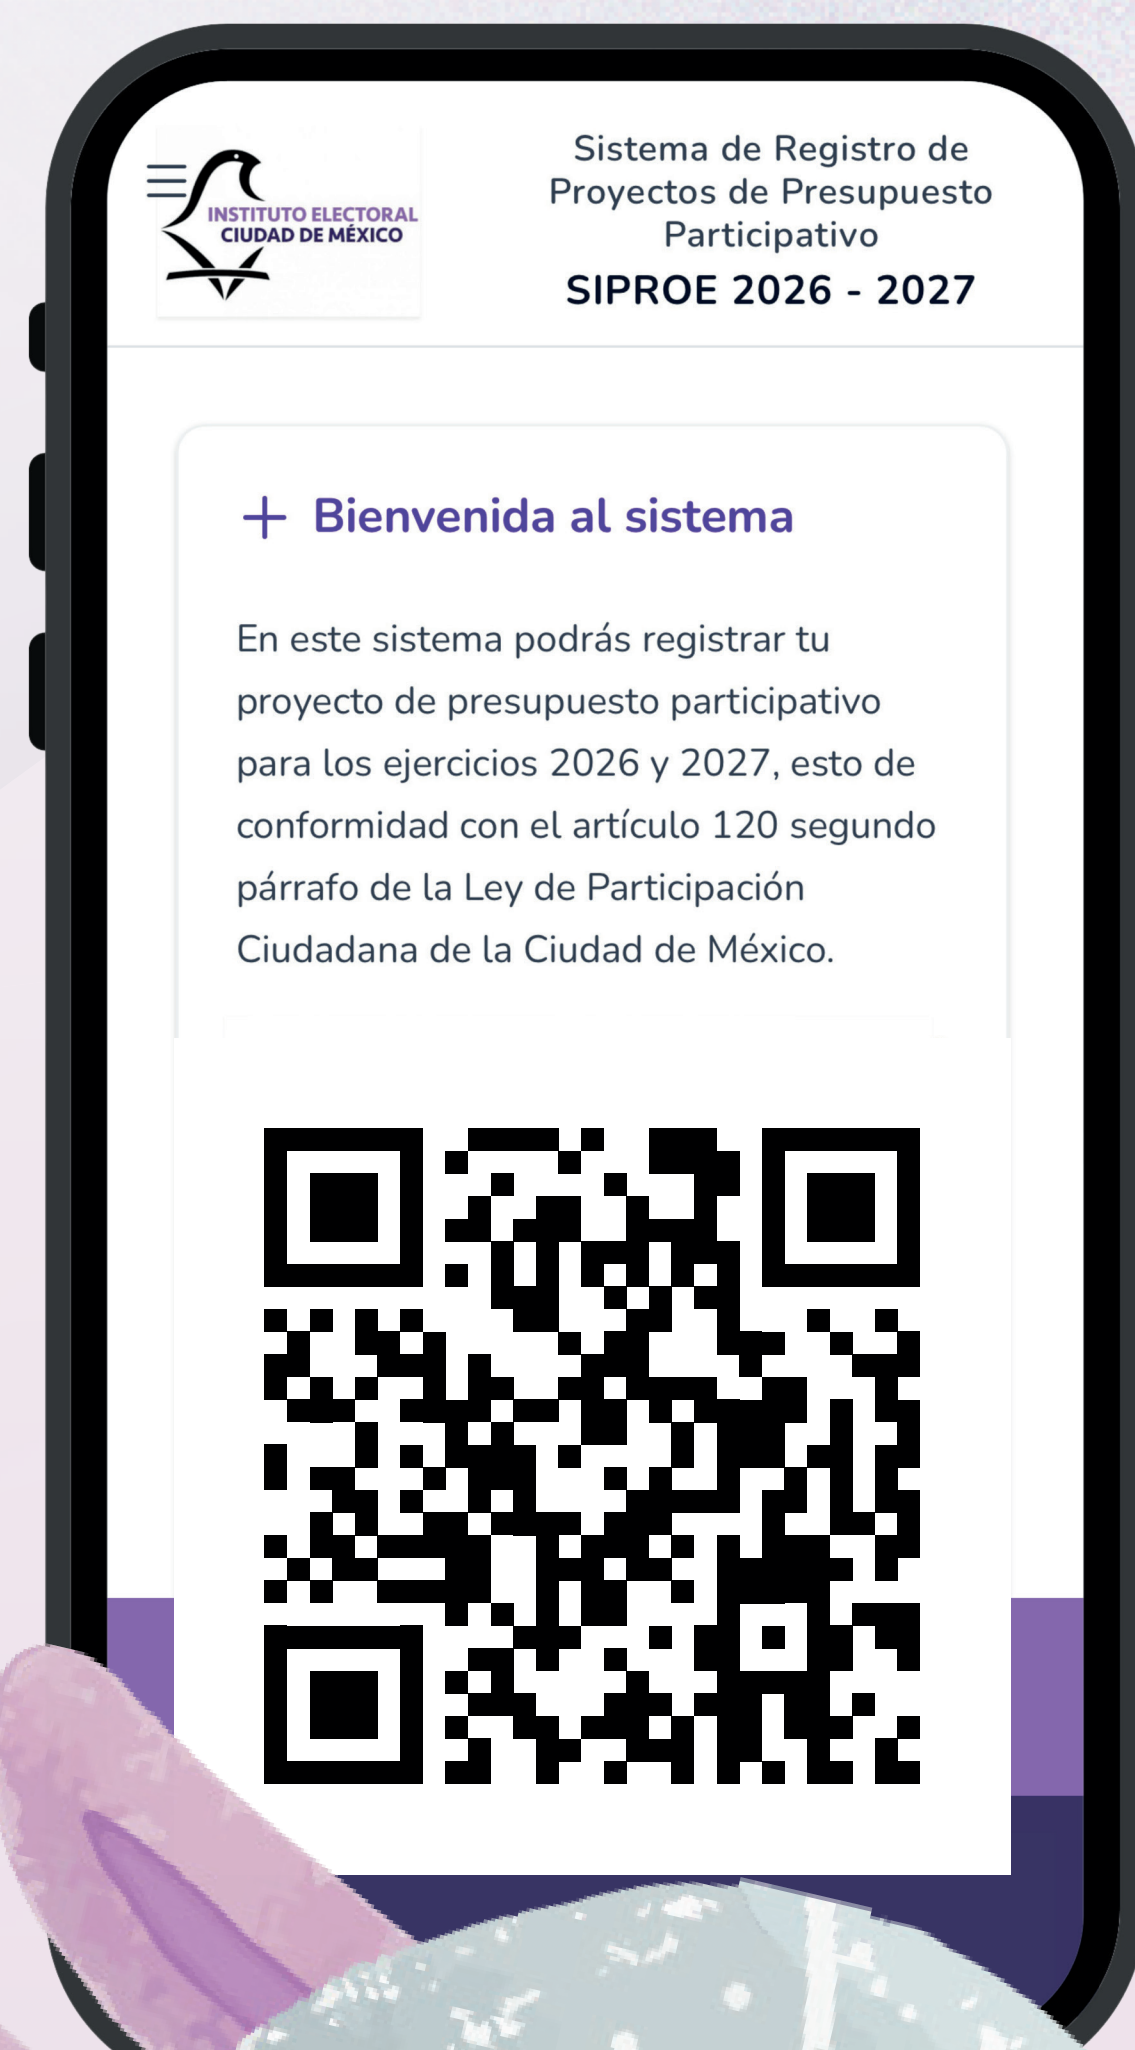 INSTITUTO ELECTORAL
CIUDAD DE MÉXICO
Sistema de Registro de
Proyectos de Presupuesto
Participativo
SIPROE 2026 - 2027
Bienvenida al sistema
En este sistema podrás registrar tu
proyecto de presupuesto participativo
para los ejercicios 2026 y 2027, esto de
conformidad con el artículo 120 segundo
párrafo de la Ley de Participación
Ciudadana de la Ciudad de México.